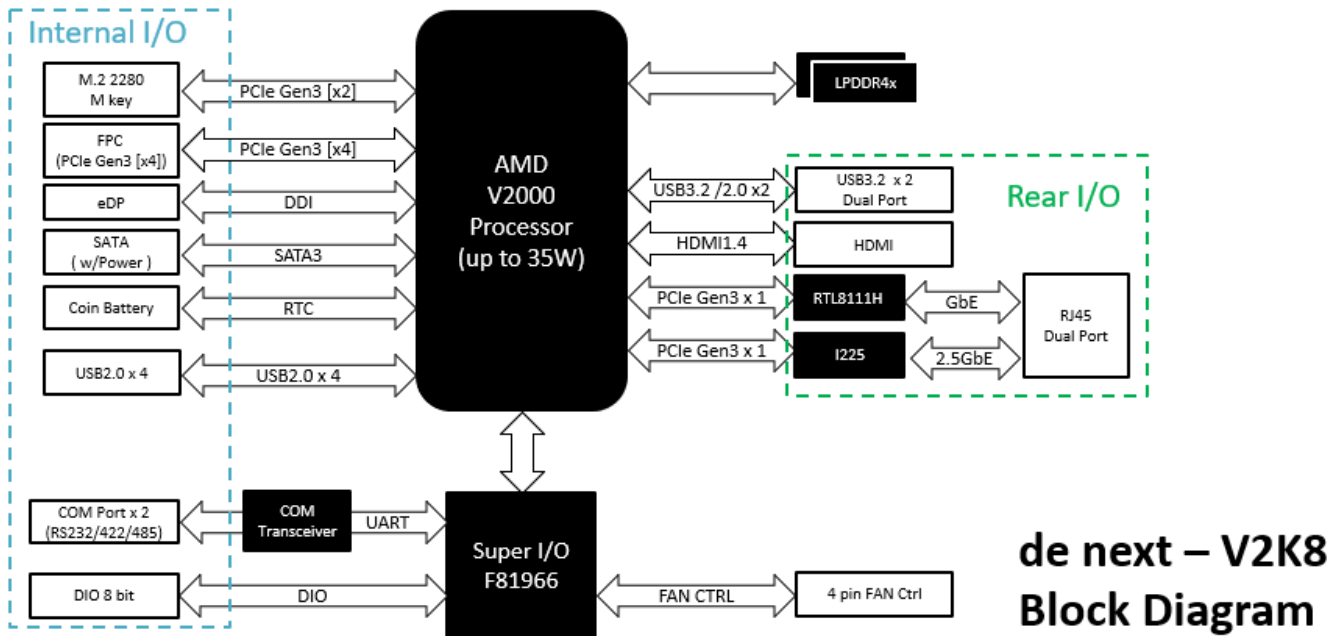 Internal I/O
M.2 2280
M key
PCIe Gen3 [x2]
FPC
(PCIe Gen3 [x4])
PCIe Gen3 [x4]
eDP
DDI
SATA
( w/Power )
SATA3
Coin Battery
RTC
USB2.0 x 4
USB2.0 x 4
AMD
V2000
Processor
(up to 35W)
LPDDR4x
USB3.2 /2.0 x2
USB3.2 x 2
Dual Port
Rear I/O
HDMI1.4
HDMI
PCIe Gen3 x 1
RTL8111H
GbE
RJ45
Dual Port
PCIe Gen3 x 1
I225
2.5GbE
COM Port x 2
(RS232/422/485)
COM
Transceiver
UART
Super I/O
F81966
DIO 8 bit
DIO
FAN CTRL
4 pin FAN Ctrl
de next – V2K8
Block Diagram